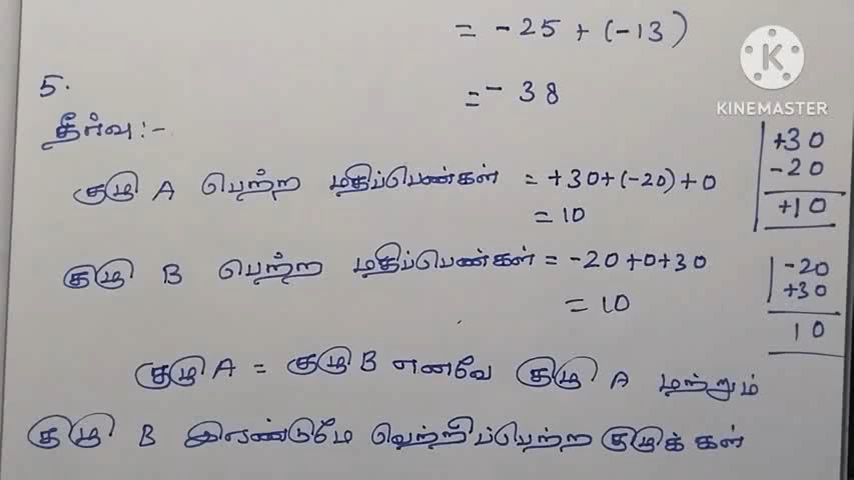 = -25 + (-13)
= - 38
5.
தீர்வு :-
குழு A பெற்ற மதிப்பெண்கள் = +30+(-20)+0
= 10
குழு B பெற்ற மதிப்பெண்கள் = -20+0+30
= 10
குழு A = குழு B எனவே குழு A மற்றும்
குழு B இரண்டுமே வெற்றிப்பெற்ற குழுக்கள்
+30
-20
+10
-20
+30
10
K
KINEMASTER